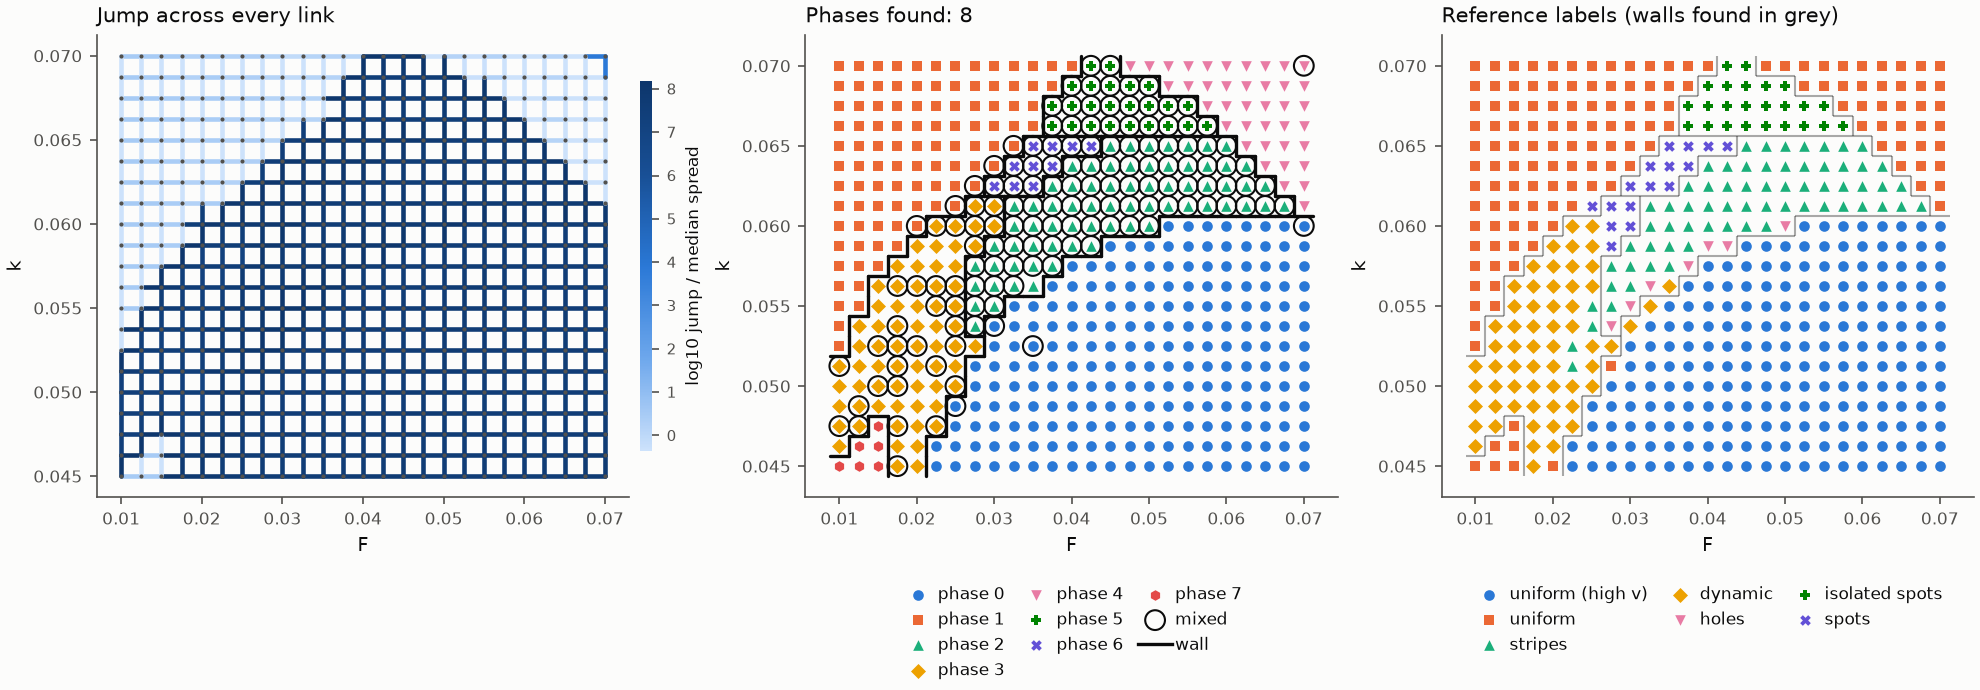 Jump across every link
0.070
0.065
0.060
0.055
0.050
0.045
k
0.01 0.02 0.03 0.04 0.05 0.06 0.07
F
8
7
6
5
4
3
2
1
0
log10 jump / median spread
Phases found: 8
0.070
0.065
0.060
0.055
0.050
0.045
k
0.01 0.02 0.03 0.04 0.05 0.06 0.07
F
phase 0 phase 4 phase 7
phase 1 phase 5 mixed
phase 2 phase 6 wall
phase 3
Reference labels (walls found in grey)
0.070
0.065
0.060
0.055
0.050
0.045
k
0.01 0.02 0.03 0.04 0.05 0.06 0.07
F
uniform (high v) dynamic isolated spots
uniform holes spots
stripes